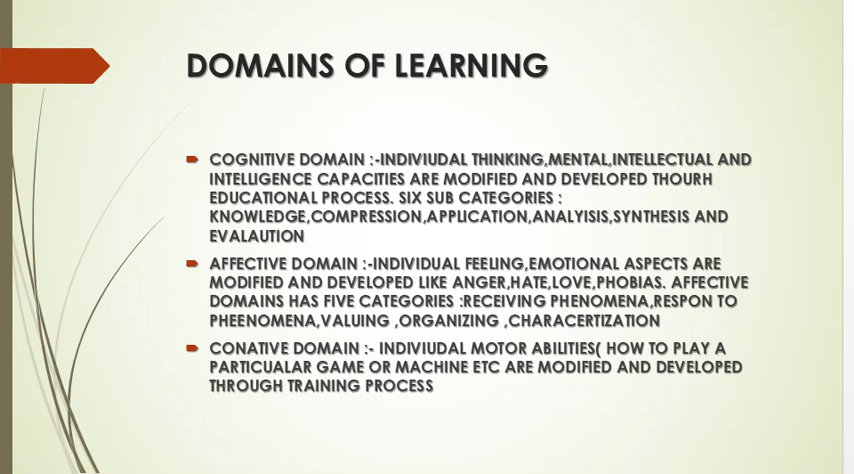 DOMAINS OF LEARNING
COGNITIVE DOMAIN :-INDIVIUDAL THINKING,MENTAL,INTELLECTUAL AND
INTELLIGENCE CAPACITIES ARE MODIFIED AND DEVELOPED THOURH
EDUCATIONAL PROCESS. SIX SUB CATEGORIES :
KNOWLEDGE,COMPRESSION,APPLICATION,ANALYISIS,SYNTHESIS AND
EVALAUTION
AFFECTIVE DOMAIN :-INDIVIDUAL FEELING,EMOTIONAL ASPECTS ARE
MODIFIED AND DEVELOPED LIKE ANGER,HATE,LOVE,PHOBIAS. AFFECTIVE
DOMAINS HAS FIVE CATEGORIES :RECEIVING PHENOMENA,RESPON TO
PHEENOMENA,VALUING ,ORGANIZING ,CHARACERTIZATION
CONATIVE DOMAIN :- INDIVIUDAL MOTOR ABILITIES( HOW TO PLAY A
PARTICUALAR GAME OR MACHINE ETC ARE MODIFIED AND DEVELOPED
THROUGH TRAINING PROCESS